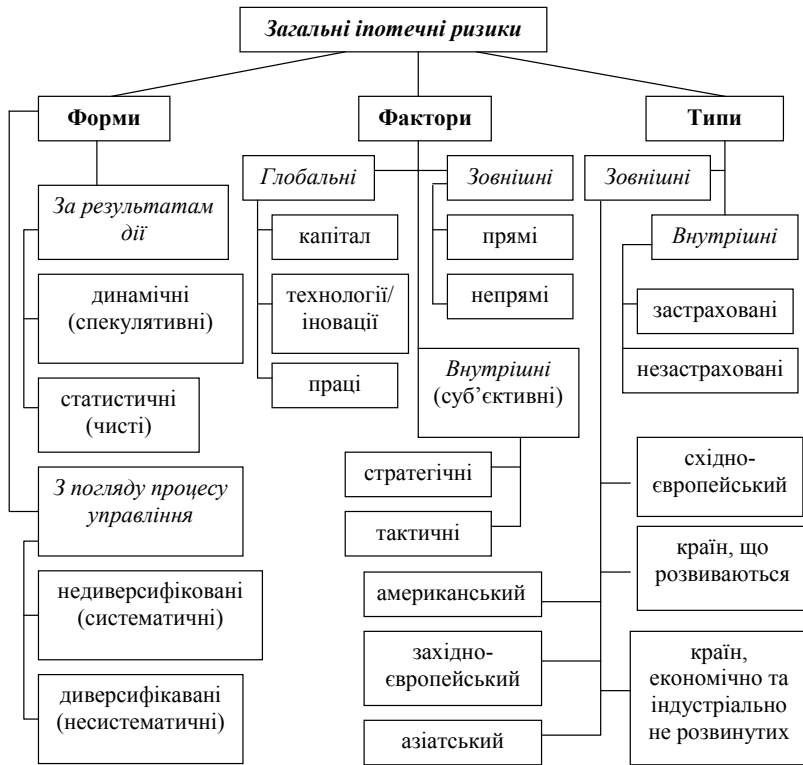 Загальні іпотечні ризики
Форми
За результатам
дії
динамічні
(спекулятивні)
статистичні
(чисті)
З погляду процесу
управління
недиверсифіковані
(систематичні)
диверсифікавані
(несистематичні)
Фактори
Глобальні
капітал
технології/
іновації
праці
Зовнішні
прямі
непрямі
Внутрішні
(суб’єктивні)
стратегічні
тактичні
Типи
Зовнішні
американський
західно-
європейський
азіатський
східно-
європейський
країн, що
розвиваються
країн,
економічно та
індустріально
не розвинутих
Внутрішні
застраховані
незастраховані